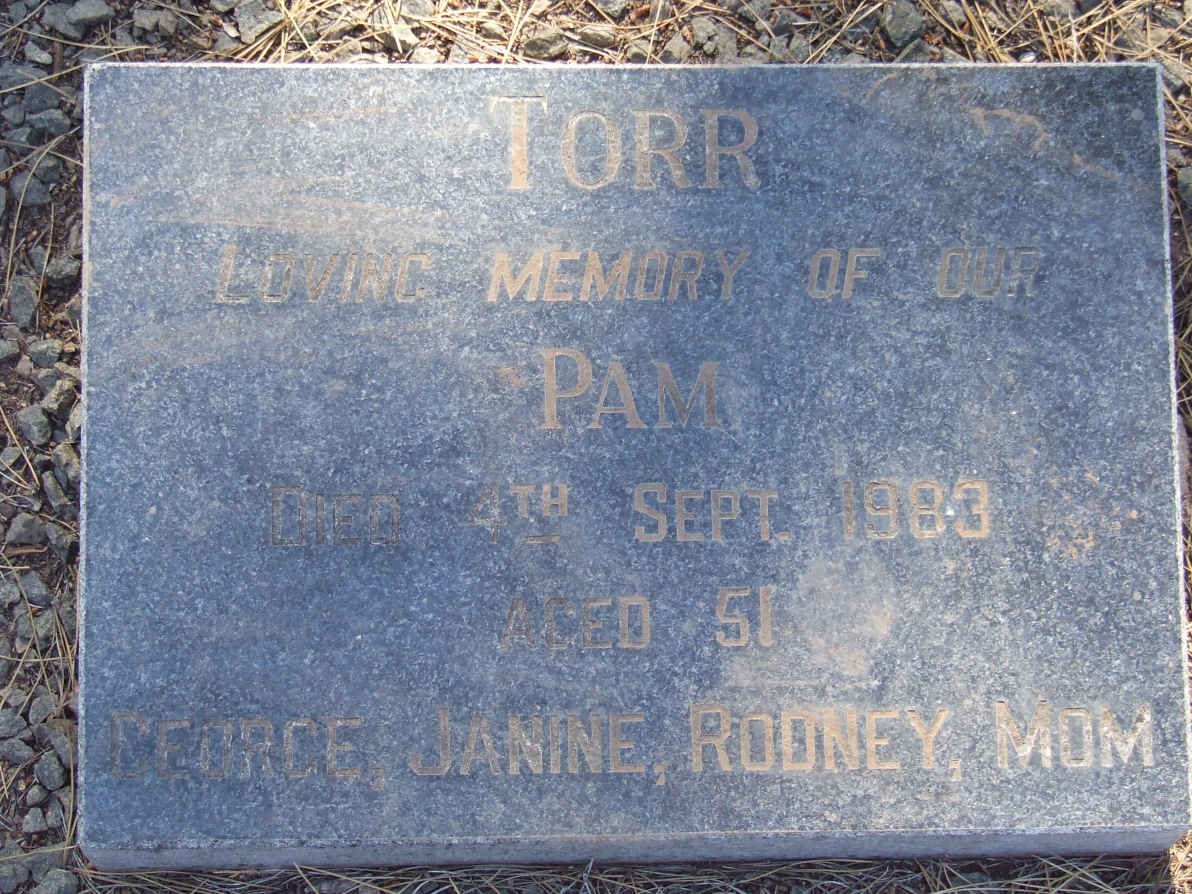 TORR
LOVING MEMORY OF OUR
PAM
DIED 4TH SEPT. 1983
AGED 51
GEORGE, JANINE, RODNEY, MOM